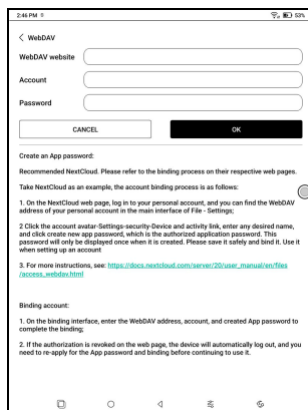 2:46 PM
53%
WebDAV
WebDAV website
Account
Password
CANCEL
OK
Create an App password:
Recommended NextCloud. Please refer to the binding process on their respective web pages.
Take NextCloud as an example, the account binding process is as follows:
1. On the NextCloud web page, log in to your personal account, and you can find the WebDAV
address of your personal account in the main interface of File - Settings;
2 Click the account avatar-Settings-security-Device and activity link, enter any desired name,
and click create new app password, which is the authorized application password. This
password will only be displayed once when it is created. Please save it safely and bind it. Use it
when setting up an account
3. For more instructions, see: https://docs.nextcloud.com/server/20/user_manual/en/files
/access_webdav.html
Binding account:
1. On the binding interface, enter the WebDAV address, account, and created App password to
complete the binding;
2. If the authorization is revoked on the web page, the device will automatically log out, and you
need to re-apply for the App password and binding before continuing to use it.